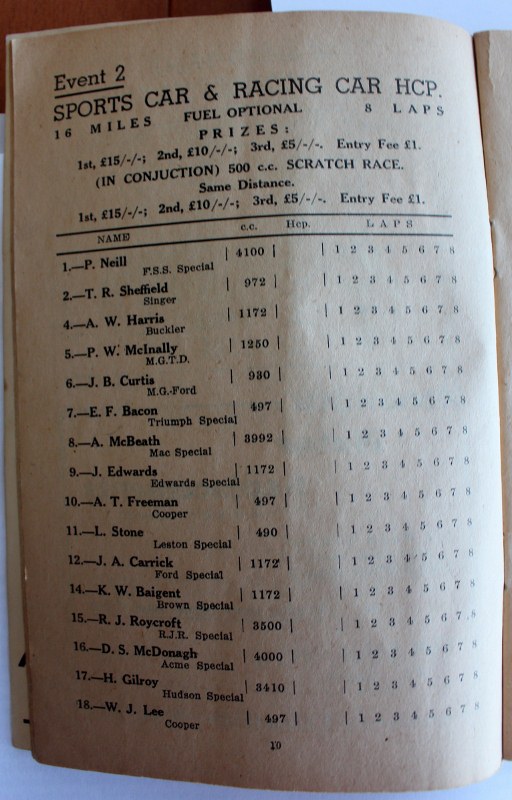 Event 2
SPORTS CAR & RACING CAR HCP.
16 MILES FUEL OPTIONAL 8 LAPS
PRIZES:
1st, £15/-/-; 2nd, £10/-/-; 3rd, £5/-/-. Entry Fee £1.
(IN CONJUCTION) 500 c.c. SCRATCH RACE.
Same Distance.
1st, £15/-/-; 2nd, £10/-/-; 3rd, £5/-/-. Entry Fee £1.
NAME c.c. Hcp. LAPS
1.—P. Neill | 4100 | | 1 2 3 4 5 6 7 8
F.S.S. Special
2.—T. R. Sheffield | 972 | | 1 2 3 4 5 6 7 8
Singer
4.—A. W. Harris | 1172 | | 1 2 3 4 5 6 7 8
Buckler
5.—P. W. McInally | 1250 | | 1 2 3 4 5 6 7 8
M.G.T.D.
6.—J. B. Curtis | 930 | | 1 2 3 4 5 6 7 8
M.G.-Ford
7.—E. F. Bacon | 497 | | 1 2 3 4 5 6 7 8
Triumph Special
8.—A. McBeath | 3992 | | 1 2 3 4 5 6 7 8
Mac Special
9.—J. Edwards | 1172 | | 1 2 3 4 5 6 7 8
Edwards Special
10.—A. T. Freeman | 497 | | 1 2 3 4 5 6 7 8
Cooper
11.—L. Stone | 490 | | 1 2 3 4 5 6 7 8
Leston Special
12.—J. A. Carrick | 1172 | | 1 2 3 4 5 6 7 8
Ford Special
14.—K. W. Baigent | 1172 | | 1 2 3 4 5 6 7 8
Brown Special
15.—R. J. Roycroft | 3500 | | 1 2 3 4 5 6 7 8
R.J.R. Special
16.—D. S. McDonagh | 4000 | | 1 2 3 4 5 6 7 8
Acme Special
17.—H. Gilroy | 3410 | | 1 2 3 4 5 6 7 8
Hudson Special
18.—W. J. Lee | 497 | | 1 2 3 4 5 6 7 8
Cooper
10